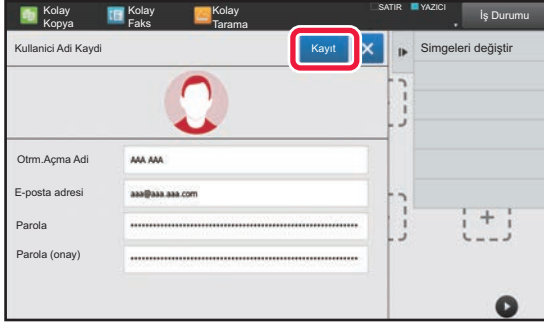 Kolay
Kopya
Kolay
Faks
Kolay
Tarama
SATIR
YAZICI
İş Durumu
Kullanici Adi Kaydi
Kayıt
Simgeleri değiştir
Otrm.Açma Adi
AAA AAA
E-posta adresi
aaa@aaa.aaa.com
Parola
Parola (onay)